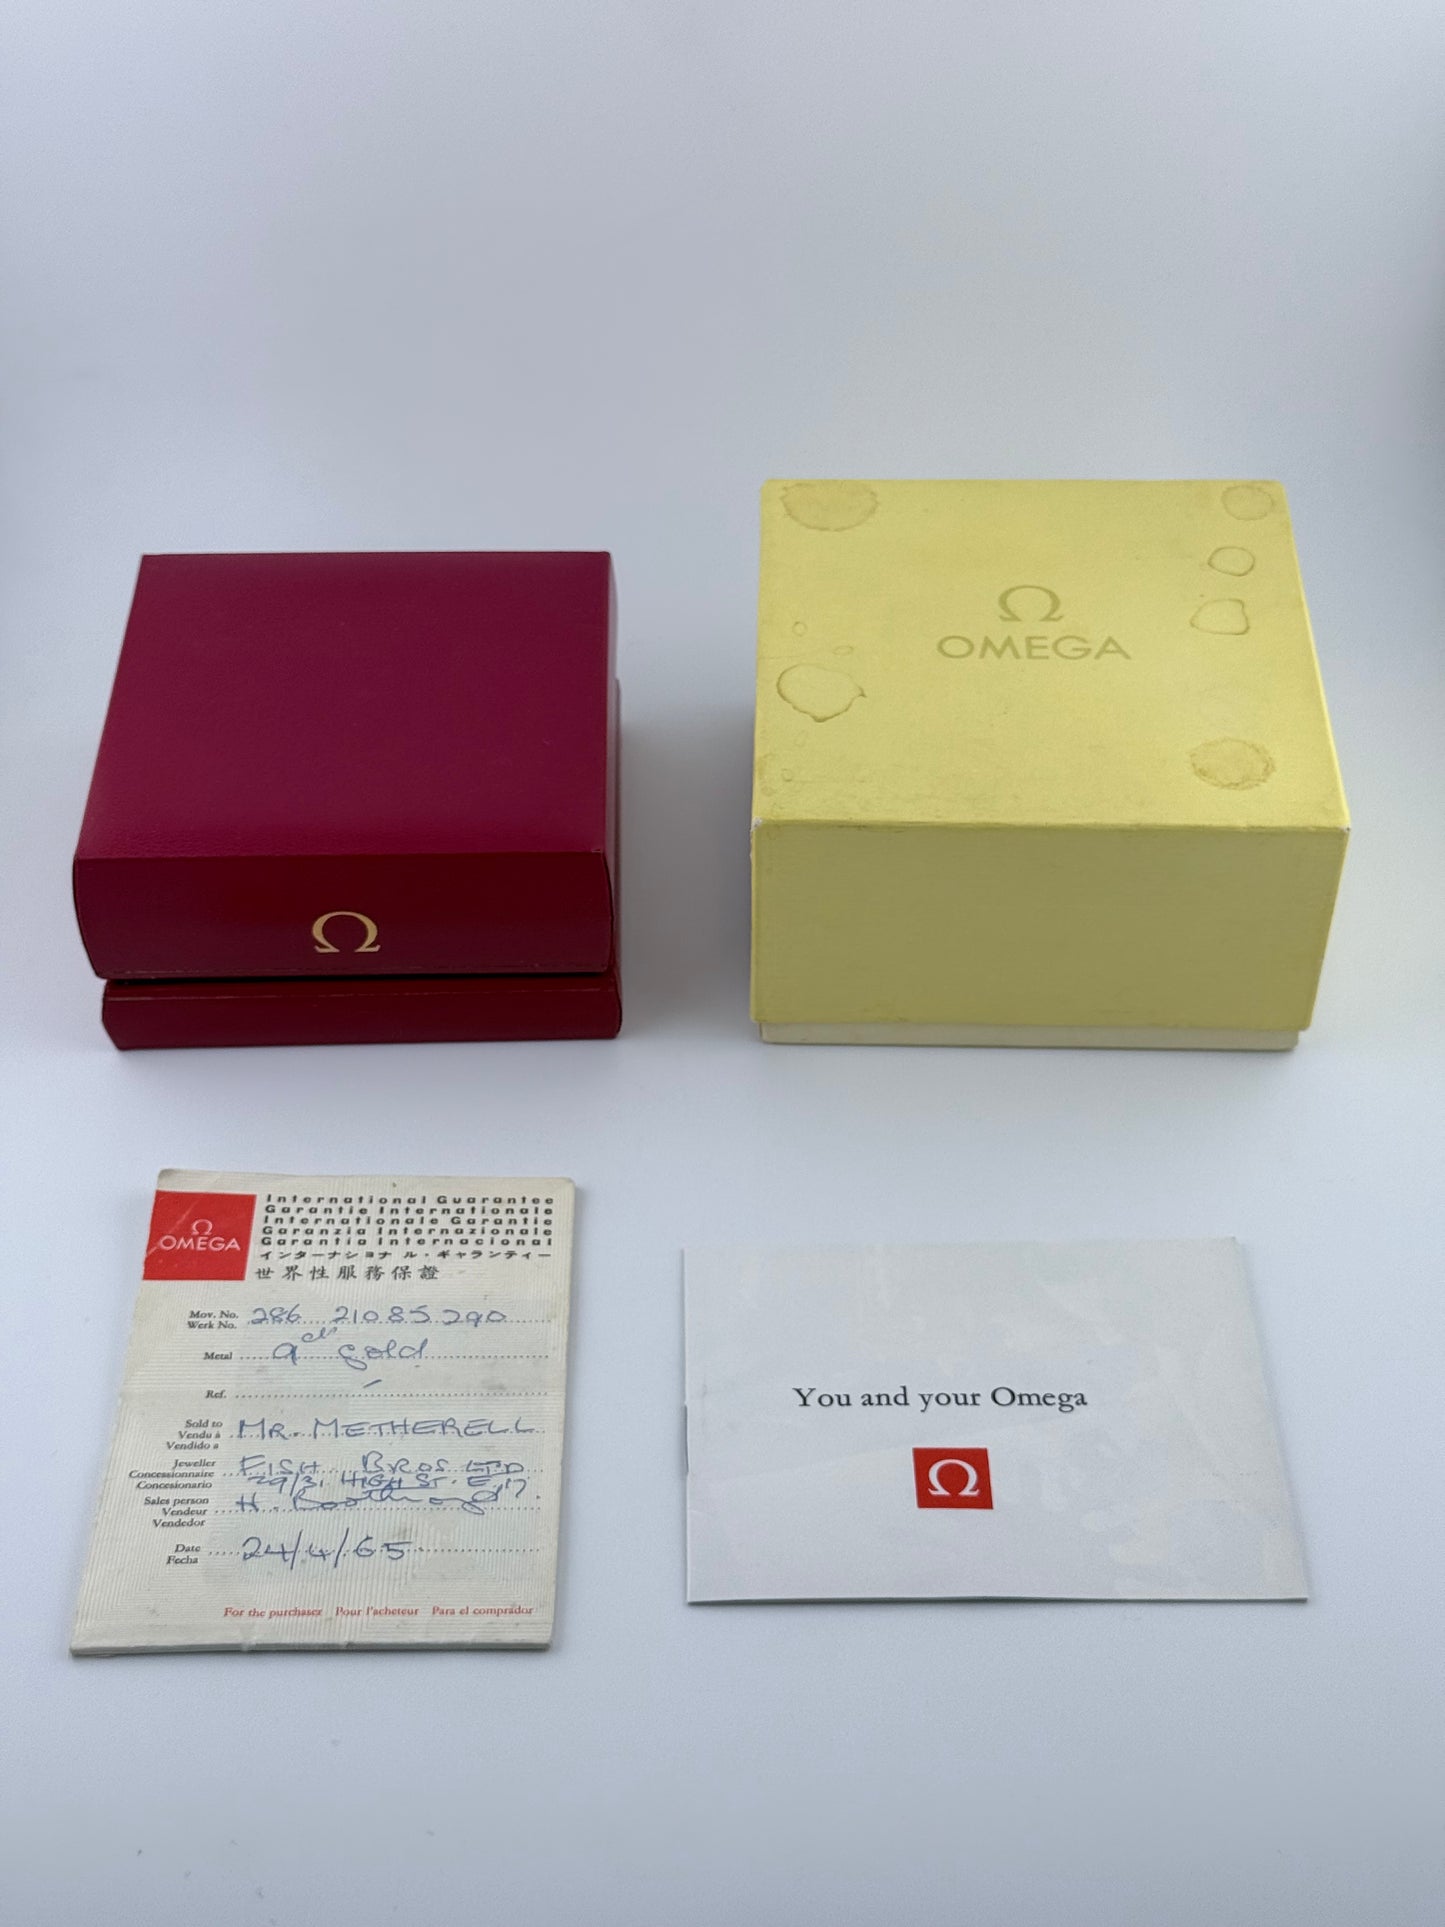 Ω
OMEGA
Ω
Ω
OMEGA
International Guarantee
Garantie Internationale
Internationale Garantie
Garanzia Internazionale
Garantía Internacional
インターナショナル・ギャランティー
世界性服務保證
Mov. No. 286 21085290
Werk No.
Metal 9ct gold
Ref. –
Sold to MR. METHERELL
Vendu à
Vendido a
Jeweller FISH BROS LTD
Concessionnaire 29/31 HIGH ST. E.17.
Concesionario
Sales person H.
Vendeur
Vendedor
Date 24/4/65
Fecha
For the purchaser Pour l'acheteur Para el comprador
You and your Omega
Ω